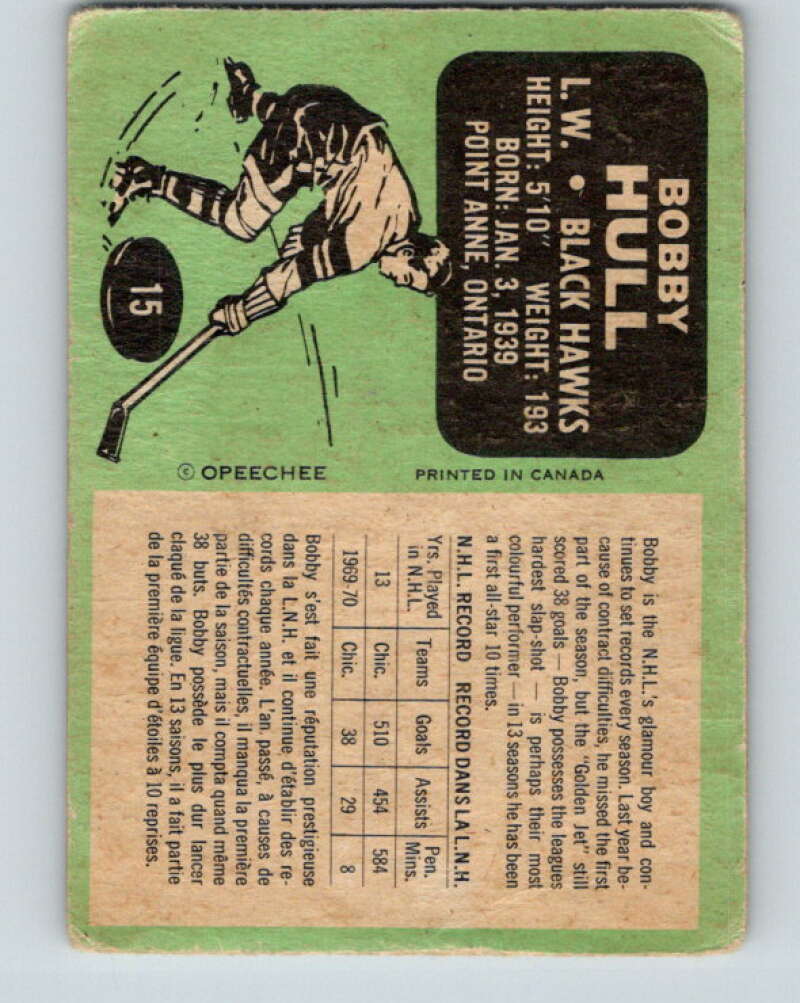 BOBBY
HULL
L. W. • BLACK HAWKS
HEIGHT: 5'10" WEIGHT: 193
BORN: JAN. 3, 1939
POINT ANNE, ONTARIO
15
© OPEECHEE PRINTED IN CANADA
Bobby is the N.H.L.'s glamour boy and con-
tinues to set records every season. Last year be-
cause of contract difficulties, he missed the first
part of the season, but the "Golden Jet" still
scored 38 goals — Bobby possesses the leagues
hardest slap-shot — is perhaps their most
colourful performer — in 13 seasons he has been
a first all-star 10 times.
N.H.L. RECORD RECORD DANS LA L.N.H.
Yrs. Played in N.H.L. Teams Goals Assists Pen. Mins.
13 Chic. 510 454 584
1969-70 Chic. 38 29 8
Bobby s'est fait une réputation prestigieuse
dans la L.N.H. et il continue d'établir des re-
cords chaque année. L'an. passé, à causes de
difficultés contractuelles, il manqua la première
partie de la saison, mais il compta quand même
38 buts. Bobby possède le plus dur lancer
claqué de la ligue. En 13 saisons, il a fait partie
de la première équipe d'étoiles à 10 reprises.